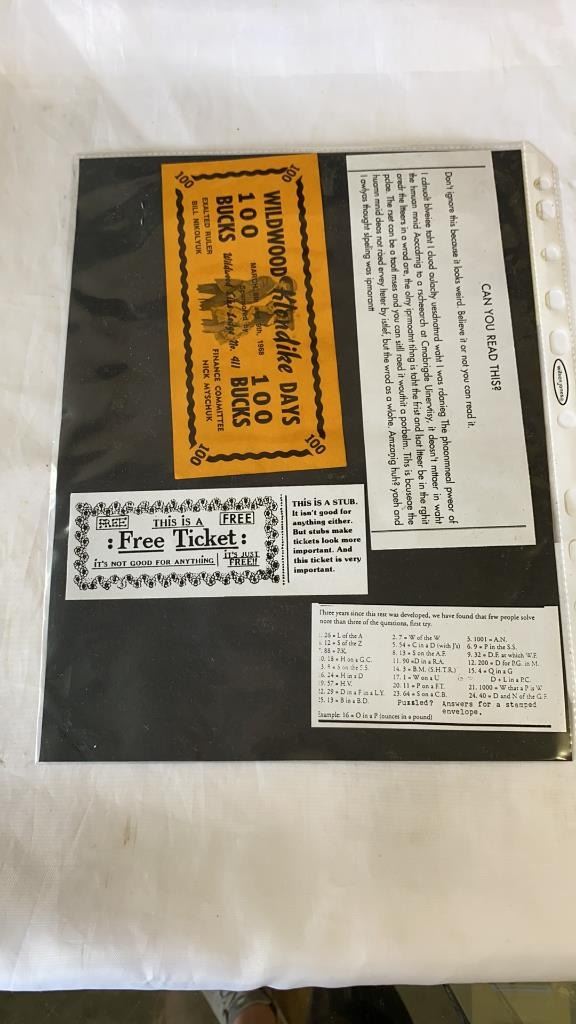 CAN YOU READ THIS?
Don't ignore this because it looks weird. Believe it or not you can read it.
I cdnuolt blveiee taht I cluod aulaclty uesdnatnrd waht I was rdanieg The phaonmneal pweor of
the hmuan mnid Aoccdrnig to a rscheearch at Cmabrigde Uinervtisy, it deosn't mttaer in waht
oredr the ltteers in a wrod are, the olny iprmoatnt tihng is taht the frist and lsat ltteer be in the rghit
pclae. The rset can be a taotl mses and you can sitll raed it wouthit a porbelm. Tihs is bcuseae the
huamn mnid deos not raed ervey lteter by istlef, but the wrod as a wlohe. Amzanig huh? yaeh and
I awlyas thought slpeling was ipmorantt
100
100
WILDWOOD Klondike DAYS
100
100
BUCKS
BUCKS
MARCH
9th, 1968
Sponsored by
Wildwood Elks Lodge No. 411
EXALTED RULER
BILL NIKOLYUK
FINANCE COMMITTEE
NICK MYSCHUK
100
100
FREE
THIS IS A
FREE
: Free Ticket :
IT'S NOT GOOD FOR ANYTHING
IT'S JUST
FREE!!
THIS IS A STUB.
It isn't good for
anything either.
But stubs make
tickets look more
important. And
this ticket is very
important.
Three years since this test was developed, we have found that few people solve
more than three of the questions, first try.
1. 26 = L of the A
2. 7 = W of the W
3. 1001 = A.N.
12 = S of the Z
5. 54 = C in a D (with J's)
6. 9 = P in the S.S.
88 = P.K.
8. 13 = S on the A.F.
9. 32 = D.F. at which W.F.
10. 18 = H on a G.C.
11. 90 = D in a R.A.
12. 200 = D for P.G. in M.
14. 3 = B.M. (S.H.T.R.)
15. 4 = Q in a G
16. 24 = H in a D
17. 1 = W on a U
D + L in a P.C.
19. 57 = H.V.
20. 11 = P on a F.T.
21. 1000 = W that a P is W
29 = D in a F in a L.Y.
23. 64 = S on a C.B.
24. 40 = D and N of the G.F.
25. 13 = B in a B.D.
Puzzled? Answers for a stamped
envelope.
Example: 16 = O in a P (ounces in a pound)